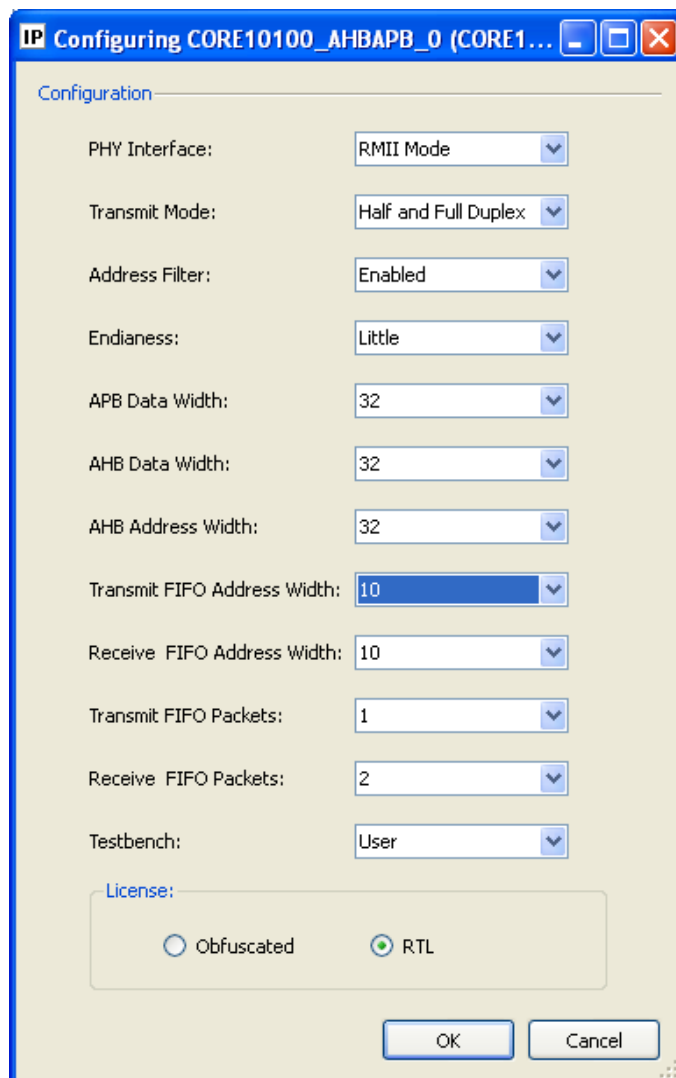 IP Configuring CORE10100_AHBAPB_0 (CORE1...
Configuration
PHY Interface: RMII Mode
Transmit Mode: Half and Full Duplex
Address Filter: Enabled
Endianess: Little
APB Data Width: 32
AHB Data Width: 32
AHB Address Width: 32
Transmit FIFO Address Width: 10
Receive FIFO Address Width: 10
Transmit FIFO Packets: 1
Receive FIFO Packets: 2
Testbench: User
License:
Obfuscated RTL
OK Cancel